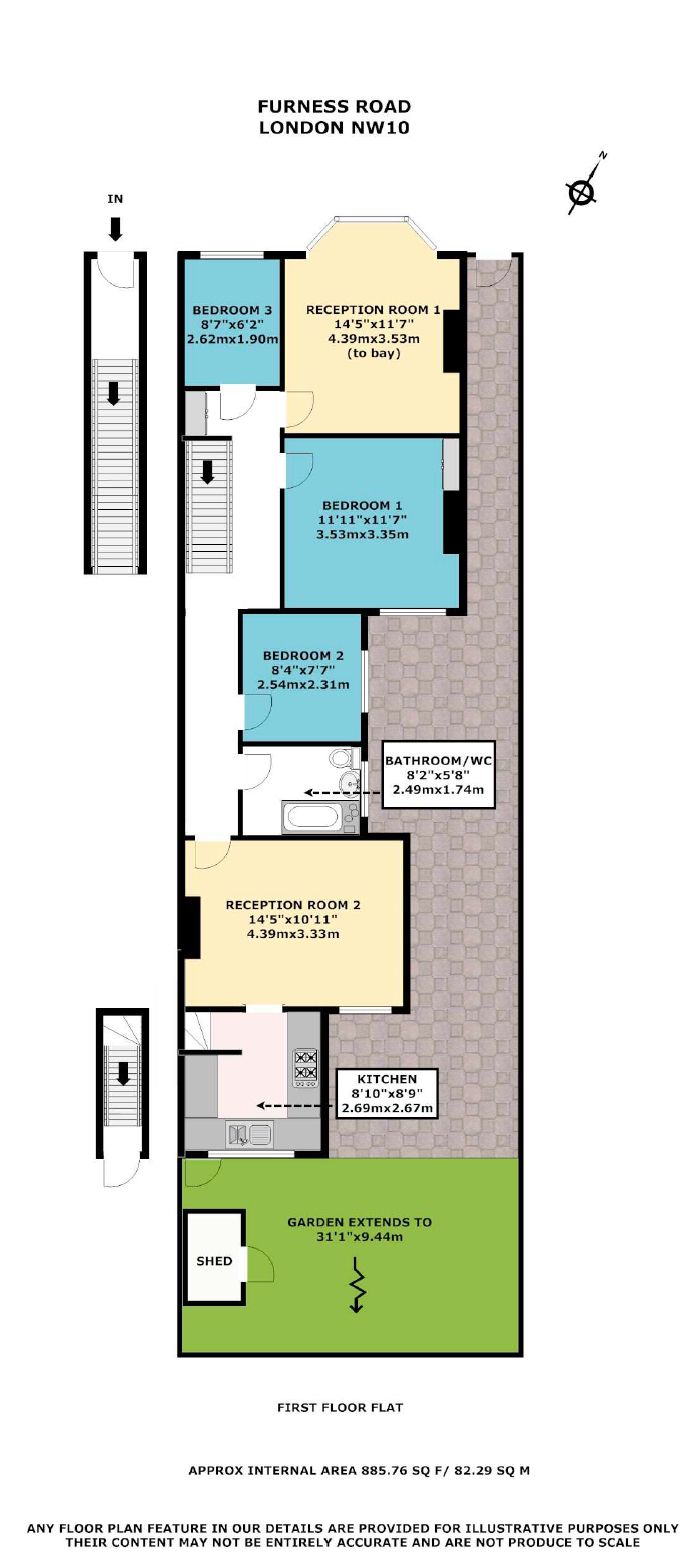 FURNESS ROAD
LONDON NW10
N
IN
BEDROOM 3
8'7"x6'2"
2.62mx1.90m
RECEPTION ROOM 1
14'5"x11'7"
4.39mx3.53m
(to bay)
BEDROOM 1
11'11"x11'7"
3.53mx3.35m
BEDROOM 2
8'4"x7'7"
2.54mx2.31m
BATHROOM/WC
8'2"x5'8"
2.49mx1.74m
RECEPTION ROOM 2
14'5"x10'11"
4.39mx3.33m
KITCHEN
8'10"x8'9"
2.69mx2.67m
GARDEN EXTENDS TO
31'1"x9.44m
SHED
FIRST FLOOR FLAT
APPROX INTERNAL AREA 885.76 SQ F/ 82.29 SQ M
ANY FLOOR PLAN FEATURE IN OUR DETAILS ARE PROVIDED FOR ILLUSTRATIVE PURPOSES ONLY
THEIR CONTENT MAY NOT BE ENTIRELY ACCURATE AND ARE NOT PRODUCE TO SCALE